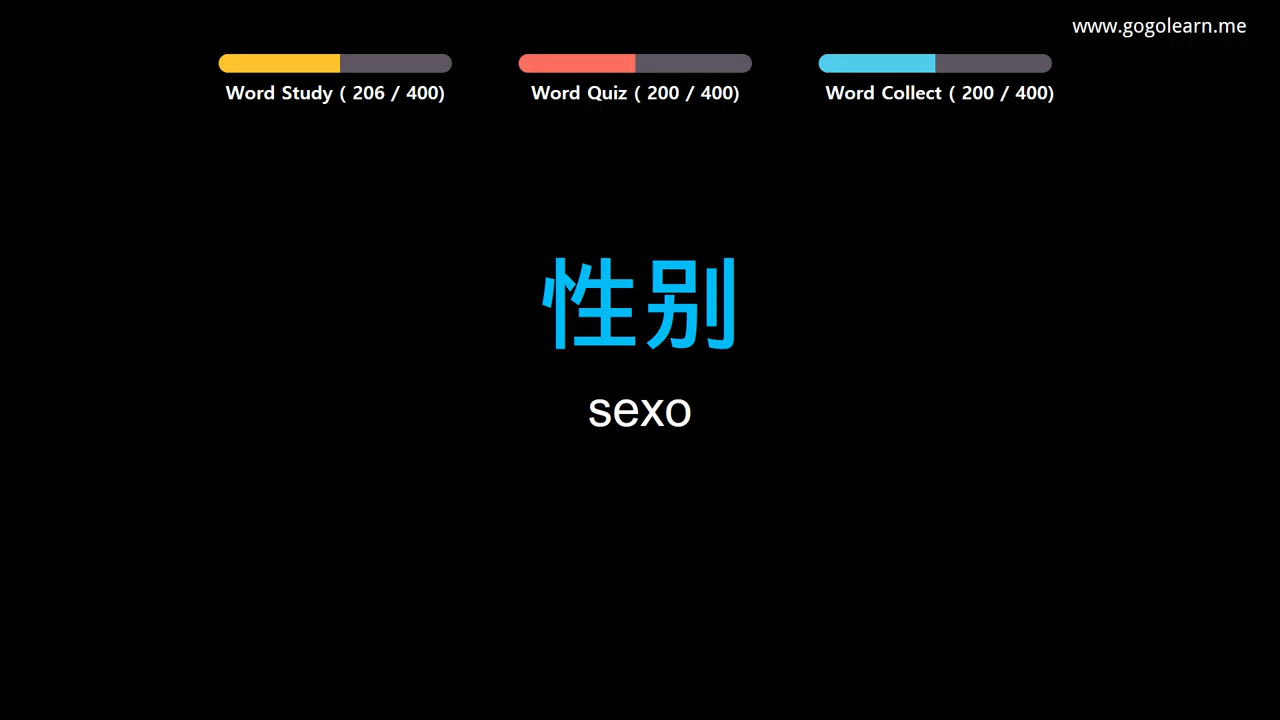 www.gogolearn.me
Word Study ( 206 / 400)
Word Quiz ( 200 / 400)
Word Collect ( 200 / 400)
性别
sexo